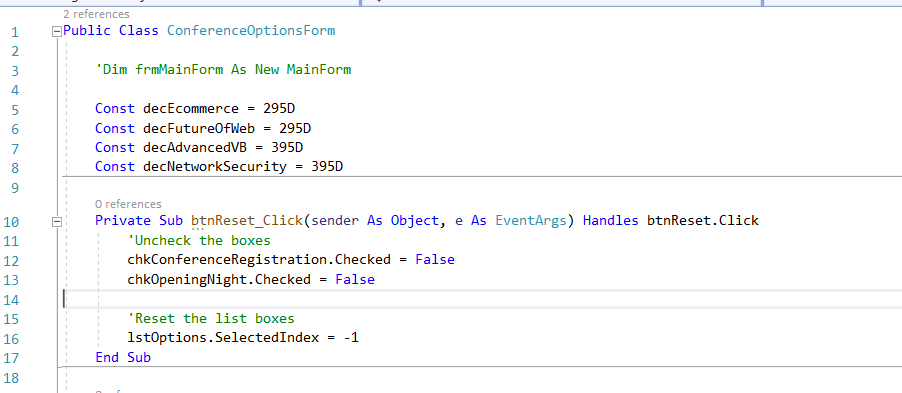 2 references
1 Public Class ConferenceOptionsForm
2
3 'Dim frmMainForm As New MainForm
4
5 Const decEcommerce = 295D
6 Const decFutureOfWeb = 295D
7 Const decAdvancedVB = 395D
8 Const decNetworkSecurity = 395D
9
0 references
10 Private Sub btnReset_Click(sender As Object, e As EventArgs) Handles btnReset.Click
11 'Uncheck the boxes
12 chkConferenceRegistration.Checked = False
13 chkOpeningNight.Checked = False
14
15 'Reset the list boxes
16 lstOptions.SelectedIndex = -1
17 End Sub
18